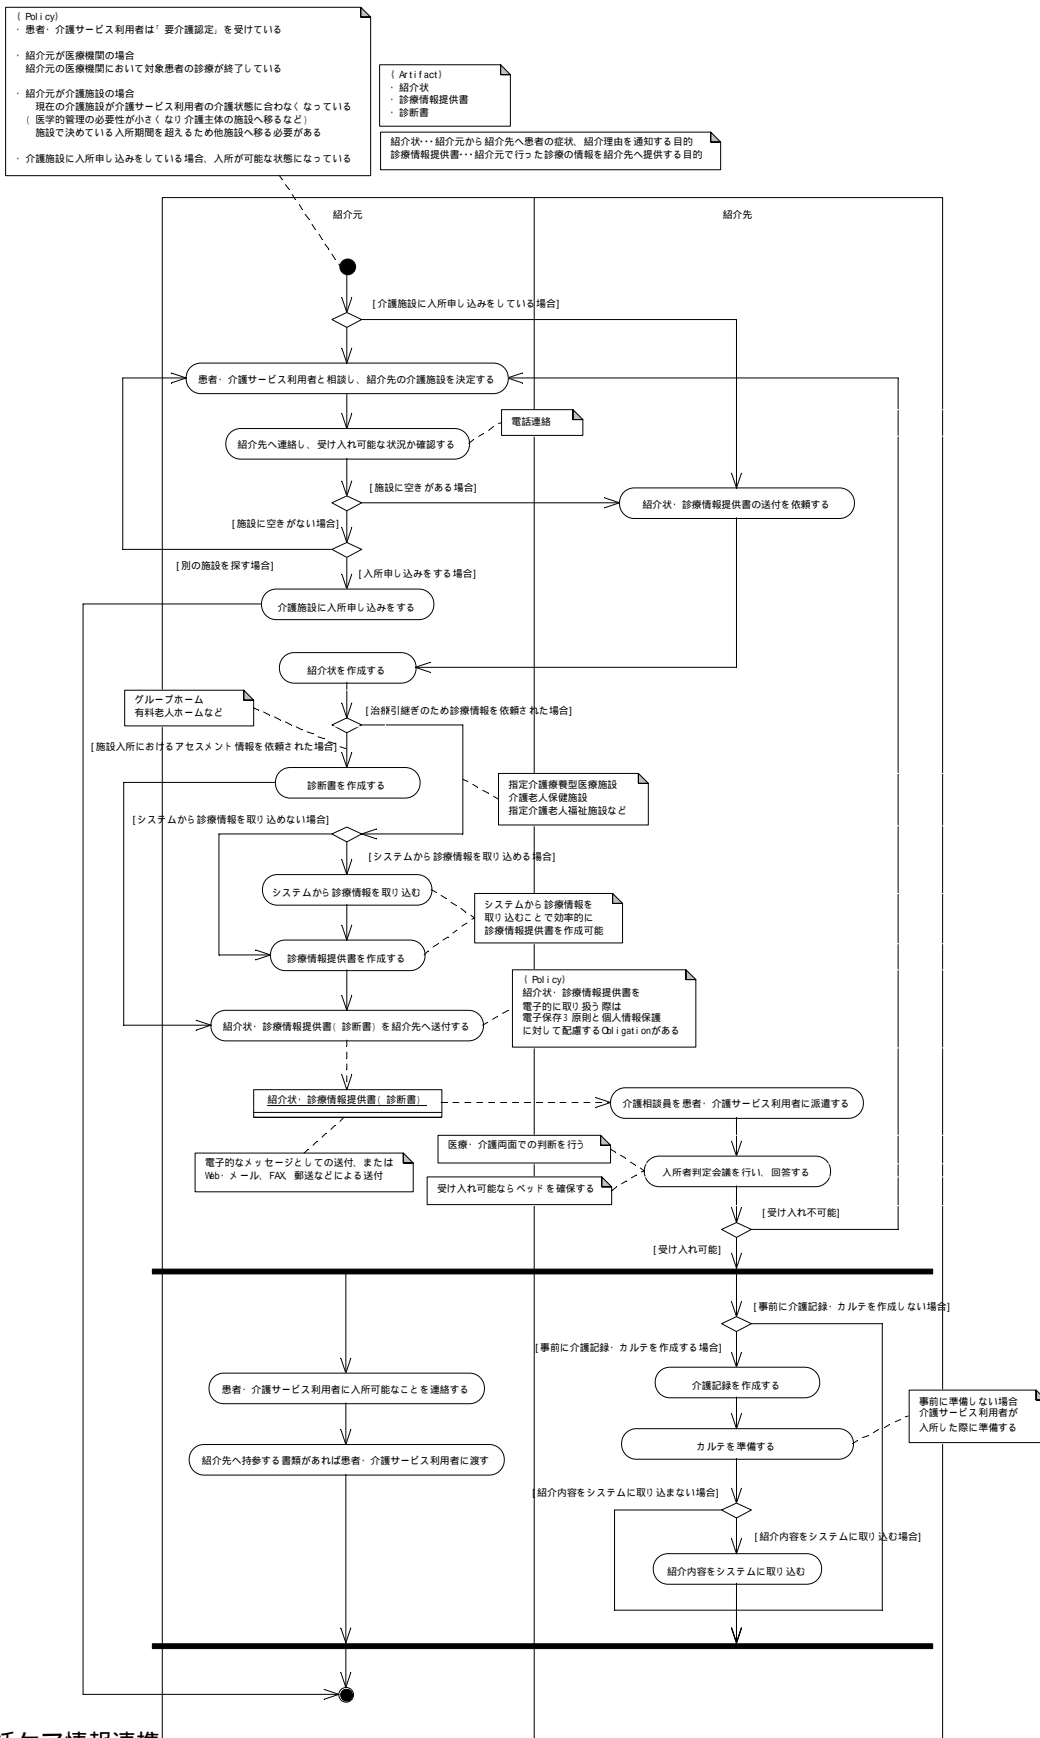 ( Policy)
・ 患者・介護サービス利用者は「要介護認定」を受けている
・ 紹介元が医療機関の場合
紹介元の医療機関において対象患者の診療が終了している
・ 紹介元が介護施設の場合
現在の介護施設が介護サービス利用者の介護状態に合わなくなっている
( 医学的管理の必要性が小さくなり介護主体の施設へ移るなど)
施設で決めている入所期間を超えるため他施設へ移る必要がある
・ 介護施設に入所申し込みをしている場合、入所が可能な状態になっている
( Artifact)
・ 紹介状
・ 診療情報提供書
・ 診断書
紹介状・・・紹介元から紹介先へ患者の症状、紹介理由を通知する目的
診療情報提供書・・・紹介元で行った診療の情報を紹介先へ提供する目的
紹介元
紹介先
[介護施設に入所申し込みをしている場合]
患者・介護サービス利用者と相談し、紹介先の介護施設を決定する
電話連絡
紹介先へ連絡し、受け入れ可能な状況か確認する
[施設に空きがある場合]
紹介状・診療情報提供書の送付を依頼する
[施設に空きがない場合]
[別の施設を探す場合]
[入所申し込みをする場合]
介護施設に入所申し込みをする
紹介状を作成する
グループホーム
有料老人ホームなど
[治療引継ぎのため診療情報を依頼された場合]
[施設入所におけるアセスメント情報を依頼された場合]
診断書を作成する
指定介護療養型医療施設
介護老人保健施設
指定介護老人福祉施設など
[システムから診療情報を取り込めない場合]
[システムから診療情報を取り込める場合]
システムから診療情報を取り込む
システムから診療情報を
取り込むことで効率的に
診療情報提供書を作成可能
診療情報提供書を作成する
( Policy)
紹介状・診療情報提供書を
電子的に取り扱う際は
電子保存3原則と個人情報保護
に対して配慮するObligationがある
紹介状・診療情報提供書(診断書)を紹介先へ送付する
紹介状・診療情報提供書(診断書)
介護相談員を患者・介護サービス利用者に派遣する
医療・介護両面での判断を行う
電子的なメッセージとしての送付、または
Web・メール、FAX、郵送などによる送付
入所者判定会議を行い、回答する
受け入れ可能ならベッドを確保する
[受け入れ不可能]
[受け入れ可能]
[事前に介護記録・カルテを作成しない場合]
[事前に介護記録・カルテを作成する場合]
患者・介護サービス利用者に入所可能なことを連絡する
介護記録を作成する
事前に準備しない場合
介護サービス利用者が
入所した際に準備する
カルテを準備する
紹介先へ持参する書類があれば患者・介護サービス利用者に渡す
[紹介内容をシステムに取り込まない場合]
[紹介内容をシステムに取り込む場合]
紹介内容をシステムに取り込む